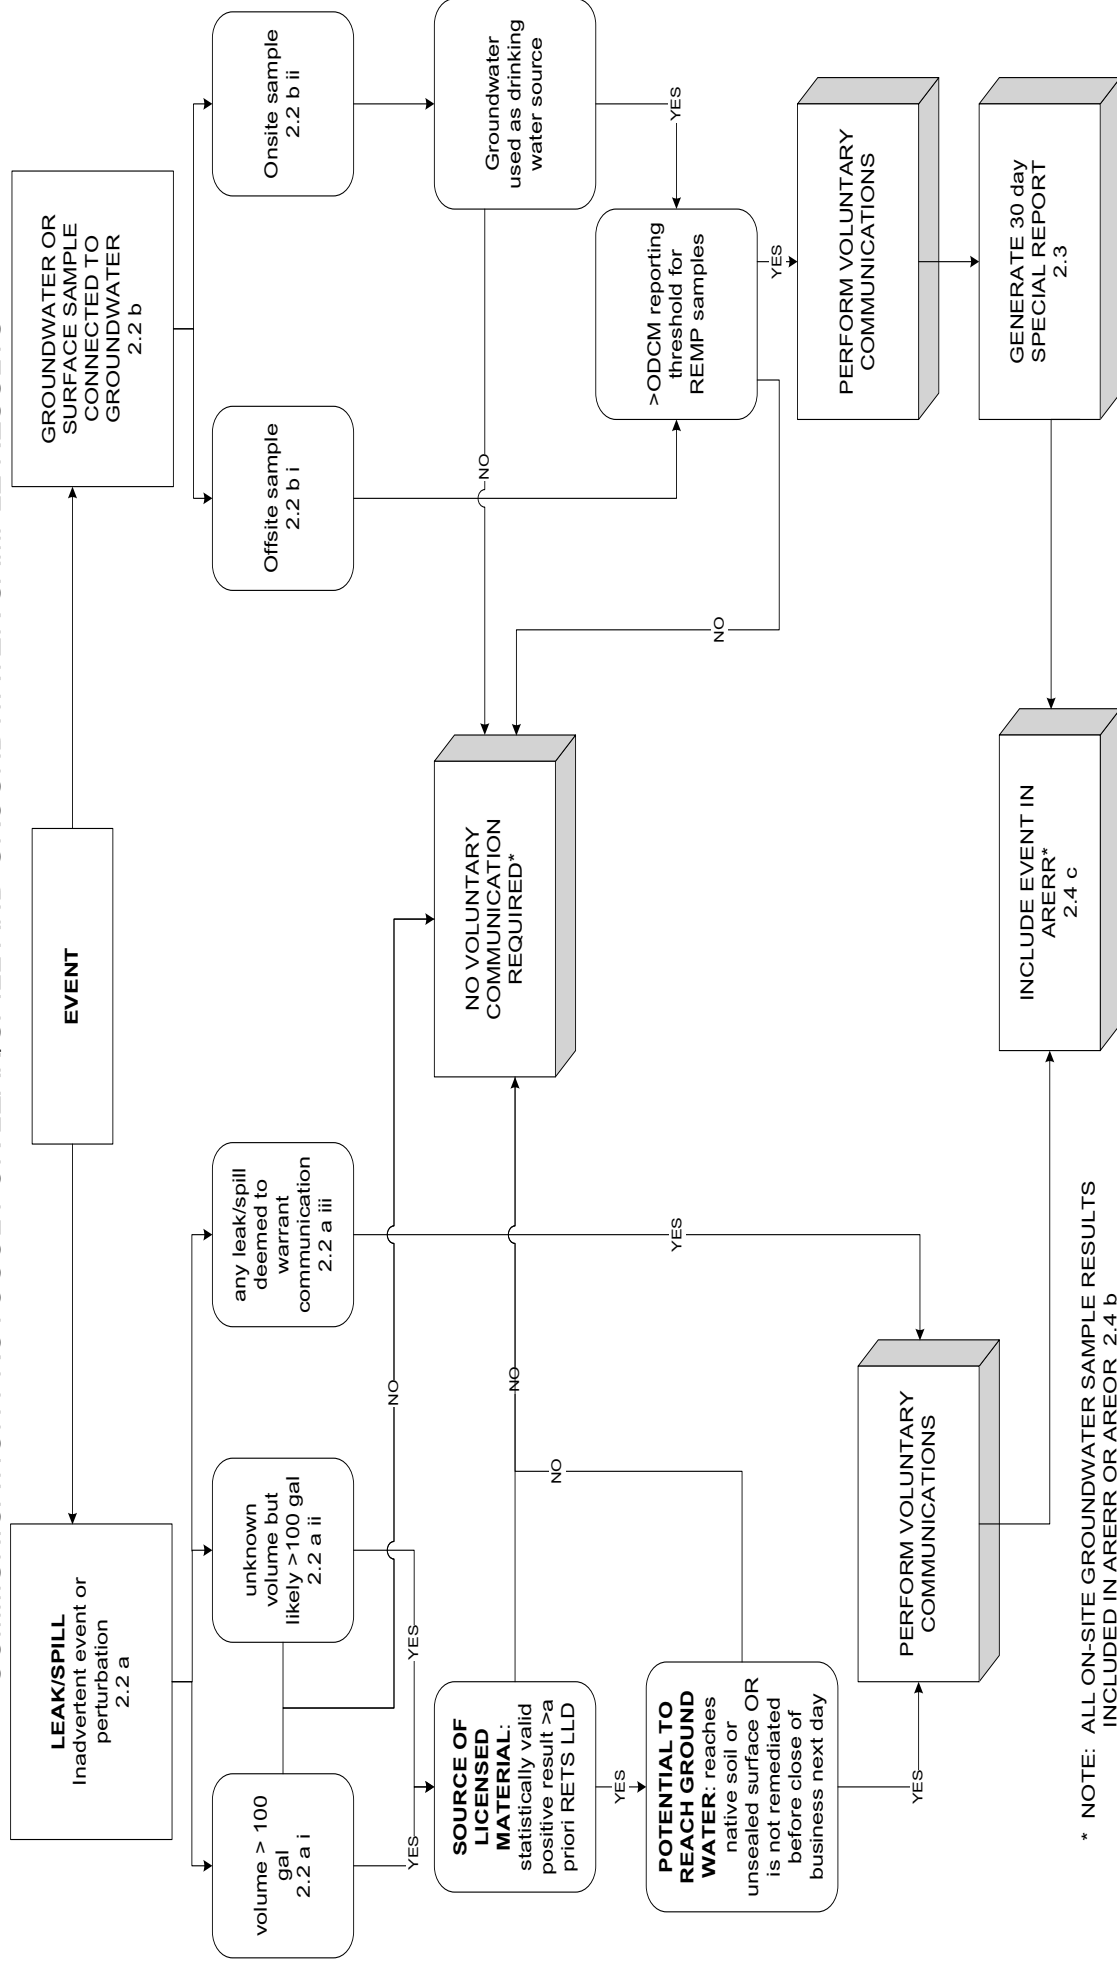 EVENT
LEAK/SPILL
Inadvertent event or
perturbation
2.2 a
GROUNDWATER OR
SURFACE SAMPLE
CONNECTED TO
GROUNDWATER
2.2 b
volume > 100
gal
2.2 a i
unknown
volume but
likely >100 gal
2.2 a ii
any leak/spill
deemed to
warrant
communication
2.2 a iii
Offsite sample
2.2 b i
Onsite sample
2.2 b ii
YES
YES
NO
SOURCE OF
LICENSED
MATERIAL:
statistically valid
positive result >a
priori RETS LLD
NO
NO VOLUNTARY
COMMUNICATION
REQUIRED*
NO
Groundwater
used as drinking
water source
YES
YES
POTENTIAL TO
REACH GROUND
WATER: reaches
native soil or
unsealed surface OR
is not remediated
before close of
business next day
NO
YES
NO
>ODCM reporting
threshold for
REMP samples
YES
YES
PERFORM VOLUNTARY
COMMUNICATIONS
PERFORM VOLUNTARY
COMMUNICATIONS
GENERATE 30 day
SPECIAL REPORT
2.3
INCLUDE EVENT IN
ARERR*
2.4 c
* NOTE: ALL ON-SITE GROUNDWATER SAMPLE RESULTS
INCLUDED IN ARERR OR AREOR 2.4 b